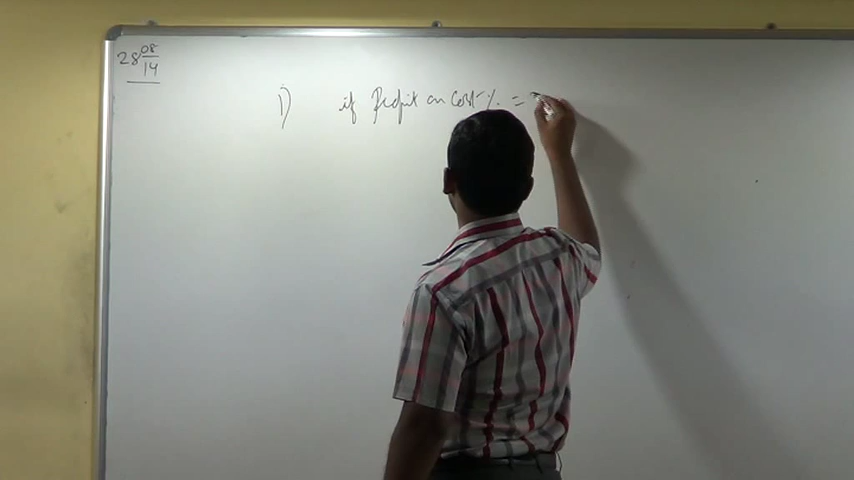 28 08/14
1) if Profit on Cost % =